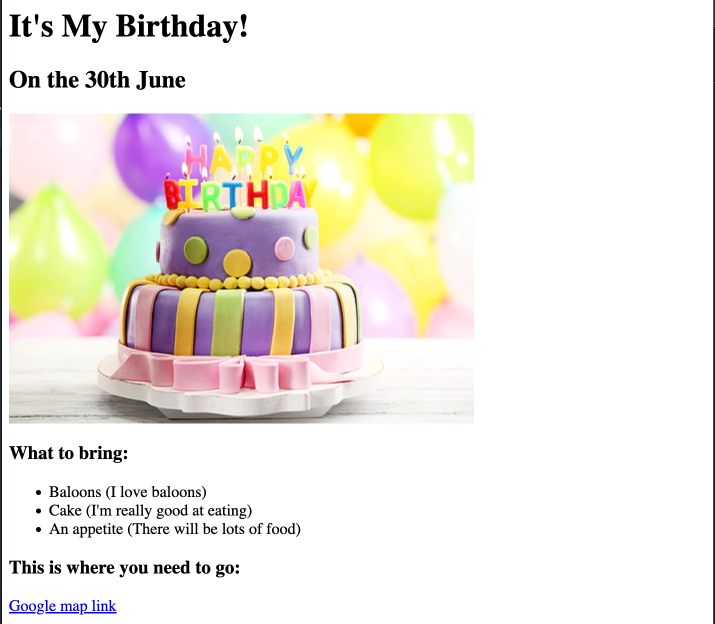 It's My Birthday!
On the 30th June
HAPPY
BIRTHDAY
What to bring:
Baloons (I love baloons)
Cake (I'm really good at eating)
An appetite (There will be lots of food)
This is where you need to go:
Google map link